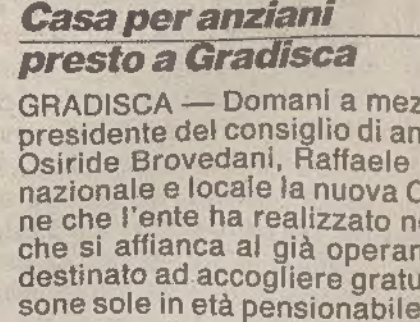 Casa per anziani
presto a Gradisca
GRADISCA — Domani a mez
presidente del consiglio di an
Osiride Brovedani, Raffaele
nazionale e locale la nuova C
ne che l'ente ha realizzato n
che si affianca al già operan
destinato ad accogliere gratu
sone sole in età pensionabile